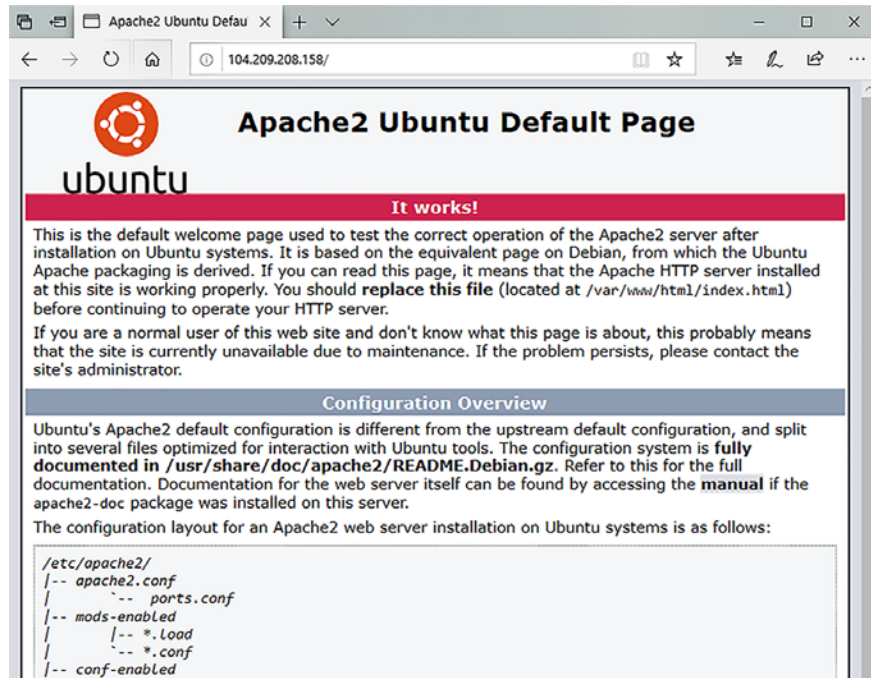 Apache2 Ubuntu Defau
104.209.208.158/
Apache2 Ubuntu Default Page
ubuntu
It works!
This is the default welcome page used to test the correct operation of the Apache2 server after
installation on Ubuntu systems. It is based on the equivalent page on Debian, from which the Ubuntu
Apache packaging is derived. If you can read this page, it means that the Apache HTTP server installed
at this site is working properly. You should replace this file (located at /var/www/html/index.html)
before continuing to operate your HTTP server.
If you are a normal user of this web site and don't know what this page is about, this probably means
that the site is currently unavailable due to maintenance. If the problem persists, please contact the
site's administrator.
Configuration Overview
Ubuntu's Apache2 default configuration is different from the upstream default configuration, and split
into several files optimized for interaction with Ubuntu tools. The configuration system is fully
documented in /usr/share/doc/apache2/README.Debian.gz. Refer to this for the full
documentation. Documentation for the web server itself can be found by accessing the manual if the
apache2-doc package was installed on this server.
The configuration layout for an Apache2 web server installation on Ubuntu systems is as follows:
/etc/apache2/
|-- apache2.conf
|       `--  ports.conf
|-- mods-enabled
|       |-- *.load
|       `-- *.conf
|-- conf-enabled